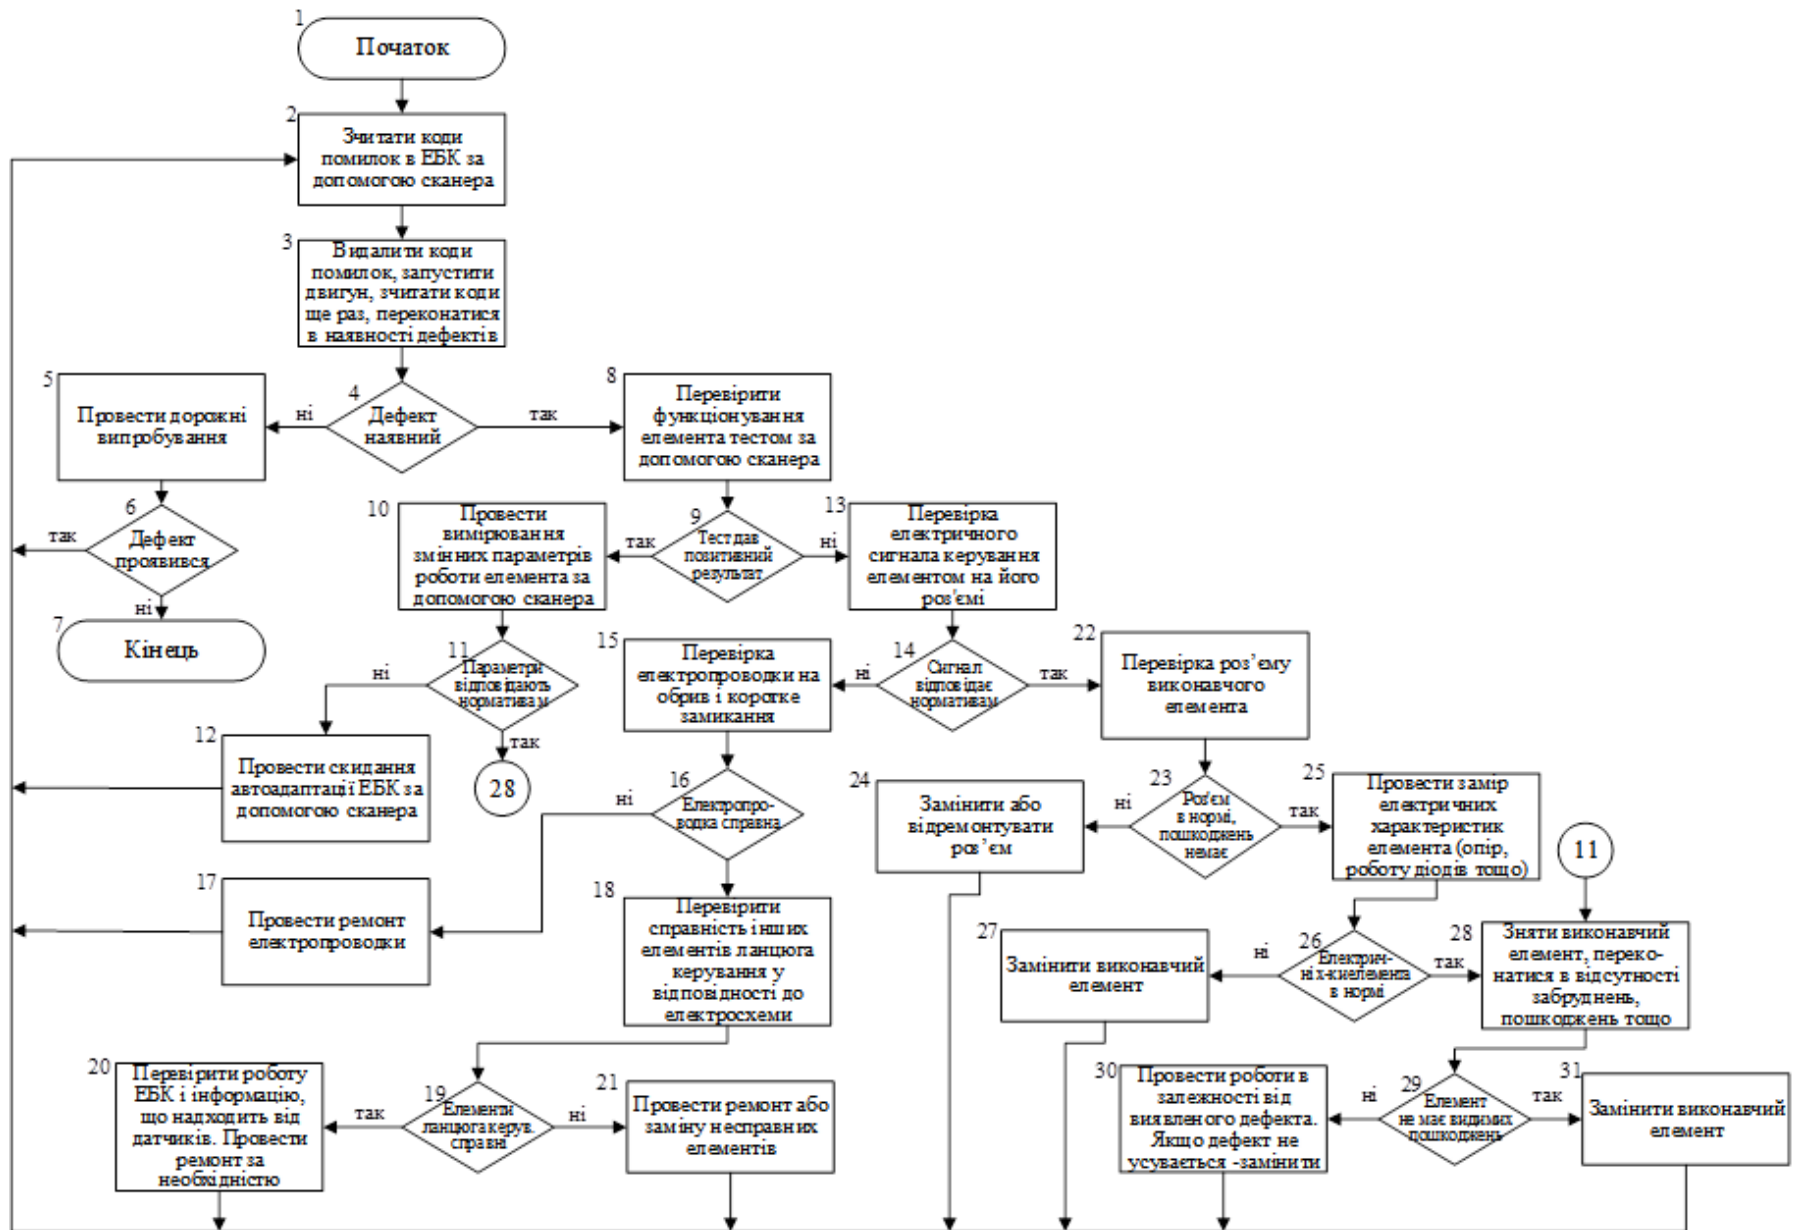 1
Початок
2
Зчитати коди
помилок в ЕБК за
допомогою сканера
3
Видалити коди
помилок, запустити
двигун, зчитати коди
ще раз, переконатися
в наявності дефектів
4
Дефект
наявний
ні
так
5
Провести дорожні
випробування
6
Дефект
проявився
так
ні
7
Кінець
8
Перевірити
функціонування
елемента тестом за
допомогою сканера
9
Тест дав
позитивний
результат
так
ні
10
Провести
вимірювання
змінних параметрів
роботи елемента за
допомогою сканера
11
Параметри
відповідають
нормативам
ні
так
28
12
Провести скидання
автоадаптації ЕБК за
допомогою сканера
13
Перевірка
електричного
сигнала керування
елементом на його
роз'ємі
14
Сигнал
відповідає
нормативам
ні
так
15
Перевірка
електропроводки на
обрив і коротке
замикання
16
Електропро-
водка справна
ні
17
Провести ремонт
електропроводки
18
Перевірити
справність інших
елементів ланцюга
керування у
відповідності до
електросхеми
19
Елементи
ланцюга керув.
справні
так
ні
20
Перевірити роботу
ЕБК і інформацію,
що надходить від
датчиків. Провести
ремонт за
необхідністю
21
Провести ремонт або
заміну несправних
елементів
22
Перевірка роз’єму
виконавчого
елемента
23
Роз'єм
в нормі,
пошкоджень
немає
ні
так
24
Замінити або
відремонтувати
роз’єм
25
Провести замір
електричних
характеристик
елемента (опір,
роботу діодів тощо)
11
26
Електрич-
ні х-ки елемента
в нормі
ні
так
27
Замінити виконавчий
елемент
28
Зняти виконавчий
елемент, переко-
натися в відсутності
забруднень,
пошкоджень тощо
29
Елемент
не має видимих
пошкоджень
ні
так
30
Провести роботи в
залежності від
виявленого дефекта.
Якщо дефект не
усувається -замінити
31
Замінити виконавчий
елемент